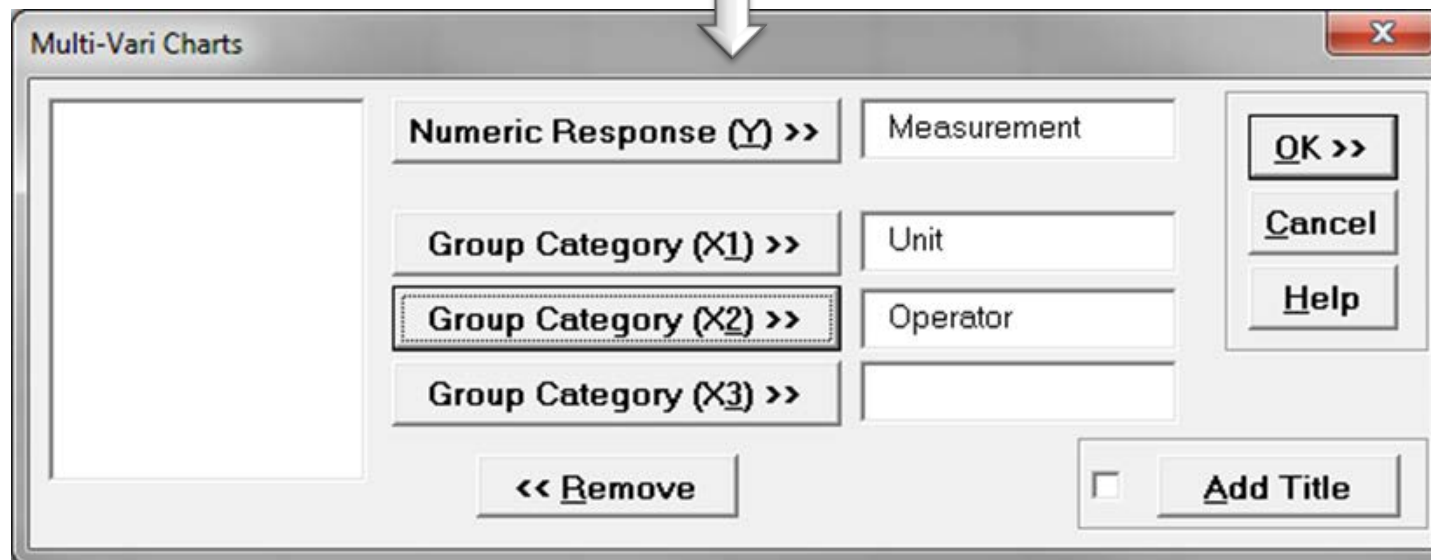 Multi-Vari Charts
Numeric Response (Y) >> Measurement
OK >>
Group Category (X1) >> Unit
Cancel
Group Category (X2) >> Operator
Help
Group Category (X3) >>
<< Remove
Add Title